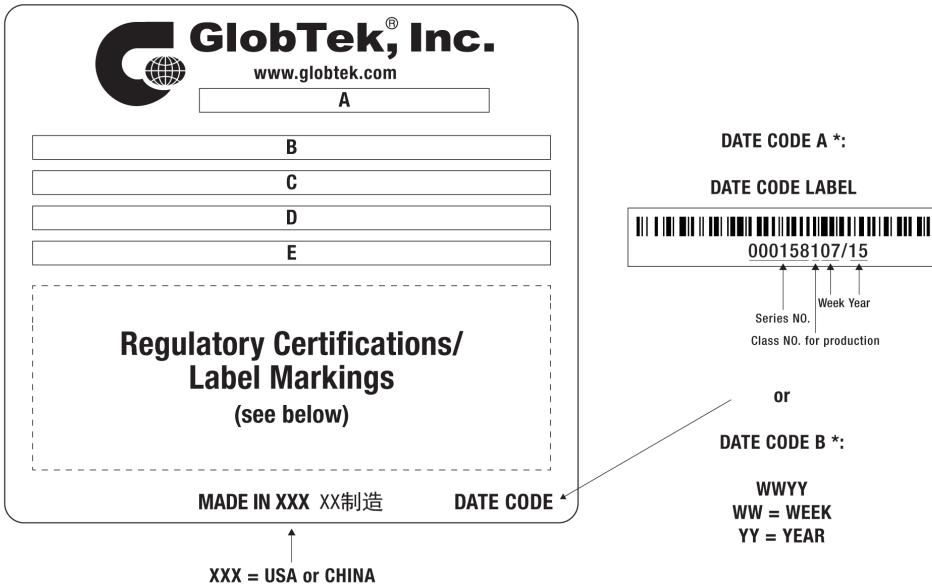 GlobTek,® Inc.
www.globtek.com
A
B
C
D
E
Regulatory Certifications/
Label Markings
(see below)
MADE IN XXX XX制造
DATE CODE
XXX = USA or CHINA
DATE CODE A *:
DATE CODE LABEL
000158107/15
Week Year
Series NO.
Class NO. for production
or
DATE CODE B *:
WWYY
WW = WEEK
YY = YEAR